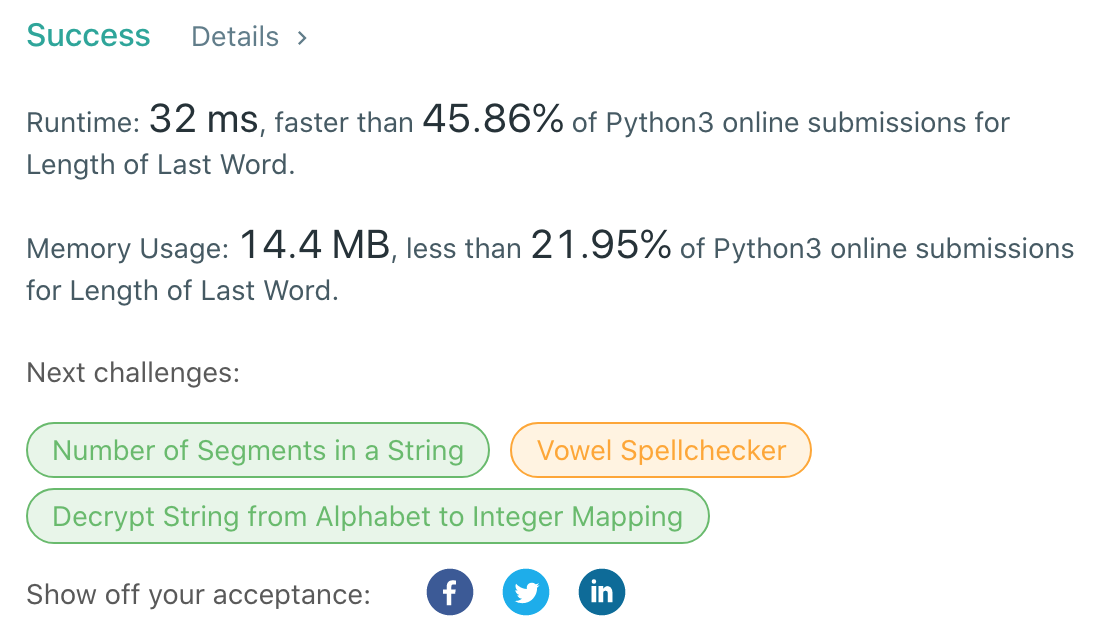 Success Details >
Runtime: 32 ms, faster than 45.86% of Python3 online submissions for
Length of Last Word.
Memory Usage: 14.4 MB, less than 21.95% of Python3 online submissions
for Length of Last Word.
Next challenges:
Number of Segments in a String Vowel Spellchecker
Decrypt String from Alphabet to Integer Mapping
Show off your acceptance: f in